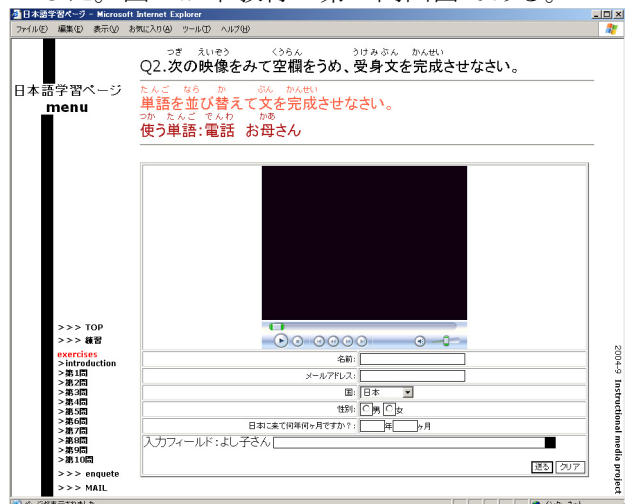 日本語学習ページ - Microsoft Internet Explorer
ファイル(F) 編集(E) 表示(V) お気に入り(A) ツール(T) ヘルプ(H)
つぎ えいぞう くうらん うけみぶん かんせい
Q2.次の映像をみて空欄をうめ、受身文を完成させなさい。
日本語学習ページ
menu
たんご なら か ぶん かんせい
単語を並び替えて文を完成させなさい。
つか たんご でんわ かあ
使う単語:電話 お母さん
>>> TOP
>>> 練習
exercises
>introduction
>第1問
>第2問
>第3問
>第4問
>第5問
>第6問
>第7問
>第8問
>第9問
>第10問
>>> enquete
>>> MAIL
名前:
メールアドレス:
国: 日本
性別: 男 女
日本に来て何年何ヶ月ですか?: 年 ヶ月
入力フィールド:よし子さん
送る クリア
2004-9 Instructional media project